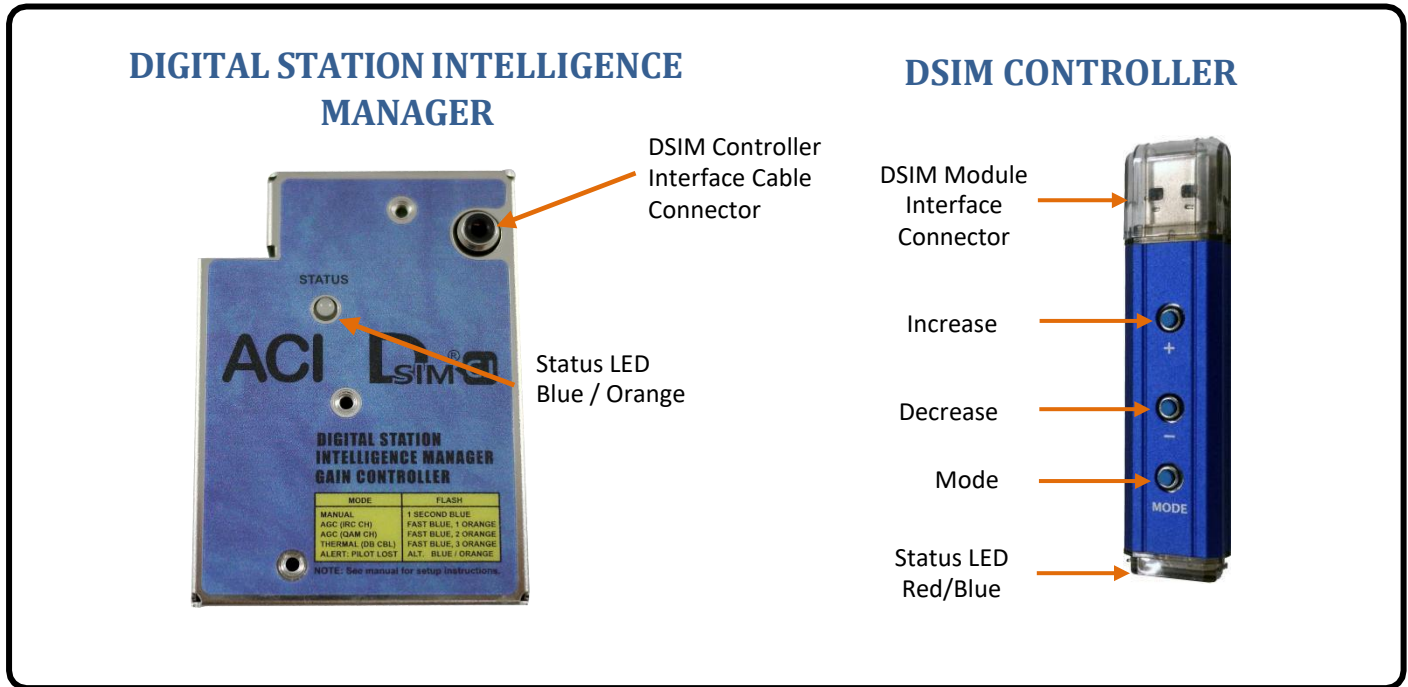 DIGITAL STATION INTELLIGENCE
MANAGER
DSIM Controller
Interface Cable
Connector
STATUS
ACI DSIM® G1
Status LED
Blue / Orange
DIGITAL STATION
INTELLIGENCE MANAGER
GAIN CONTROLLER
MODE FLASH
MANUAL 1 SECOND BLUE
AGC (IRC CH) FAST BLUE, 1 ORANGE
AGC (QAM CH) FAST BLUE, 2 ORANGE
THERMAL (DB CBL) FAST BLUE, 3 ORANGE
ALERT: PILOT LOST ALT. BLUE / ORANGE
NOTE: See manual for setup instructions.
DSIM CONTROLLER
DSIM Module
Interface
Connector
Increase
+
Decrease
−
Mode
MODE
Status LED
Red/Blue